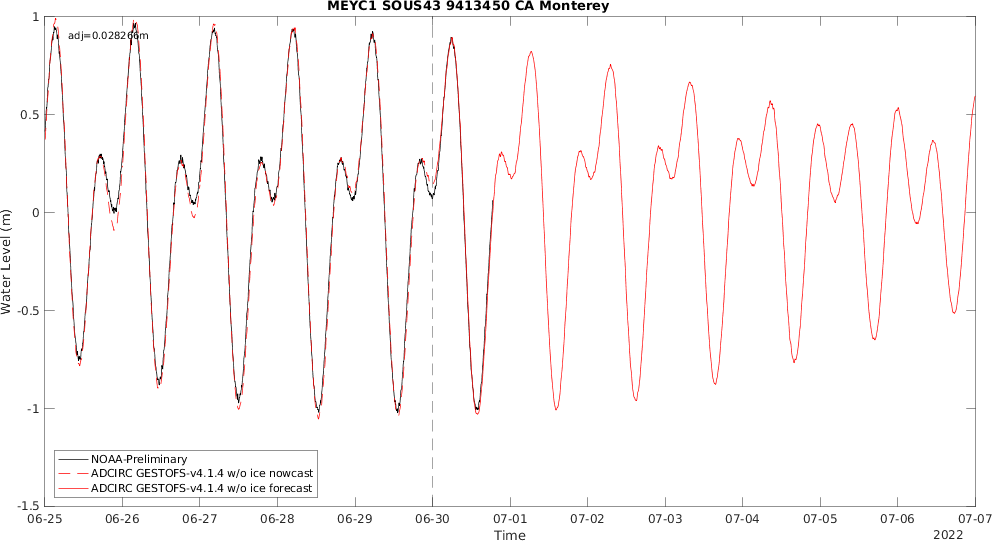 MEYC1 SOUS43 9413450 CA Monterey
adj=0.028266m
Water Level (m)
1
0.5
0
-0.5
-1
-1.5
NOAA-Preliminary
ADCIRC GESTOFS-v4.1.4 w/o ice nowcast
ADCIRC GESTOFS-v4.1.4 w/o ice forecast
06-25 06-26 06-27 06-28 06-29 06-30 07-01 07-02 07-03 07-04 07-05 07-06 07-07
Time
2022